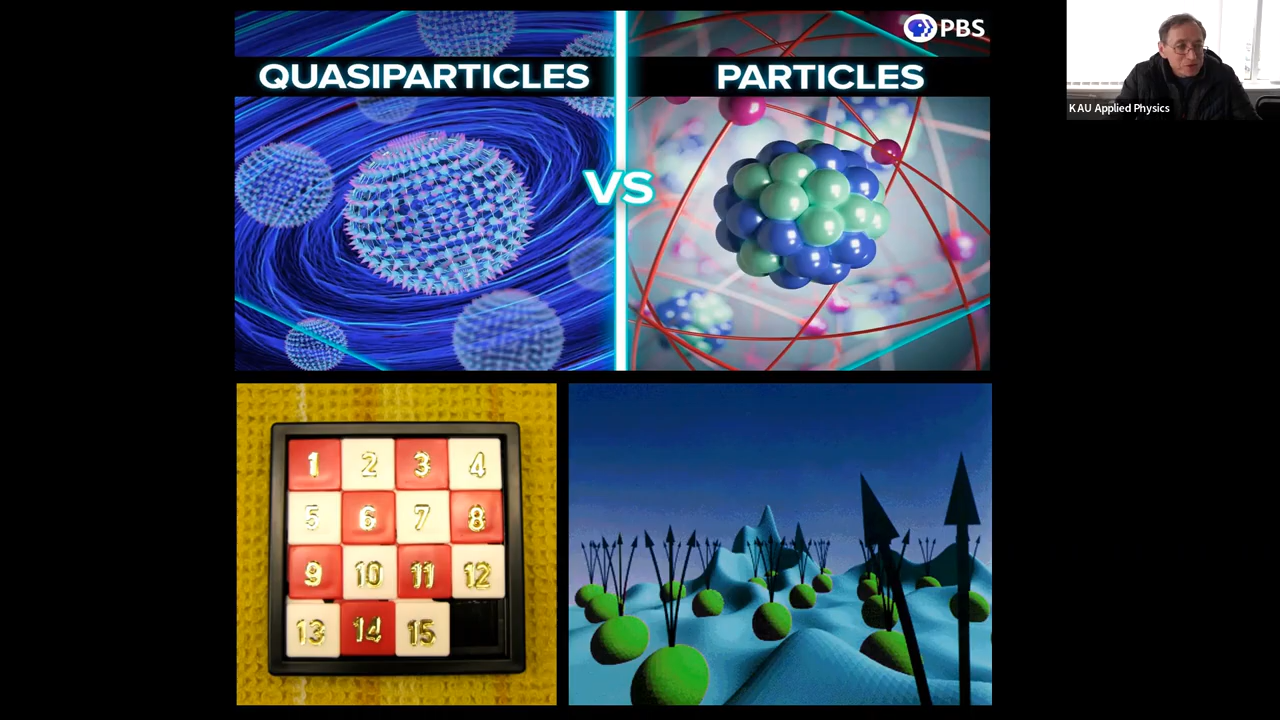 PBS
QUASIPARTICLES
PARTICLES
VS
KAU Applied Physics
1 2 3 4
5 6 7 8
9 10 11 12
13 14 15